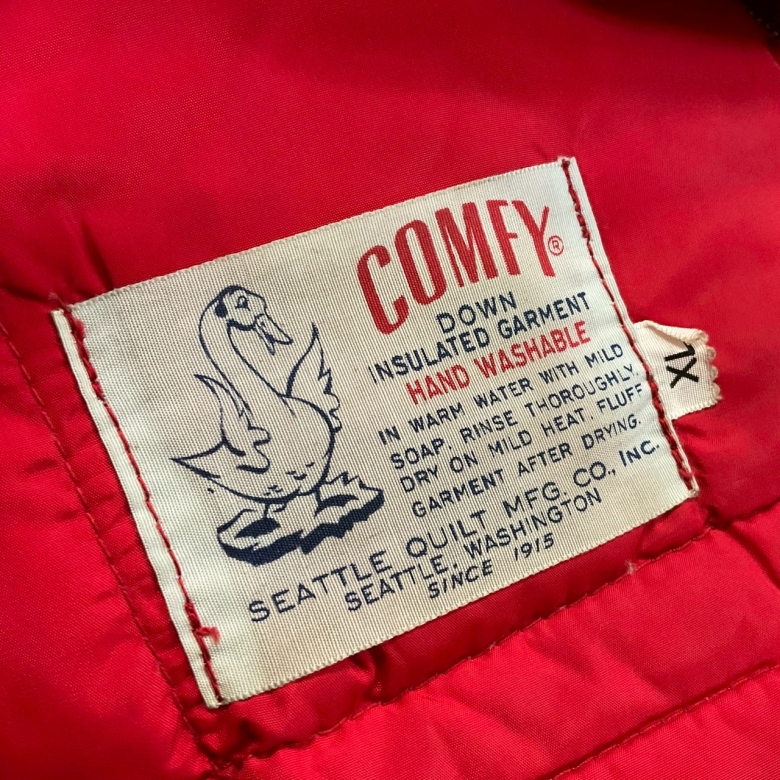 COMFY®
DOWN
INSULATED GARMENT
HAND WASHABLE
IN WARM WATER WITH MILD
SOAP. RINSE THOROUGHLY.
DRY ON MILD HEAT. FLUFF
GARMENT AFTER DRYING.
SEATTLE QUILT MFG. CO., INC.
SEATTLE, WASHINGTON
SINCE 1915
XL